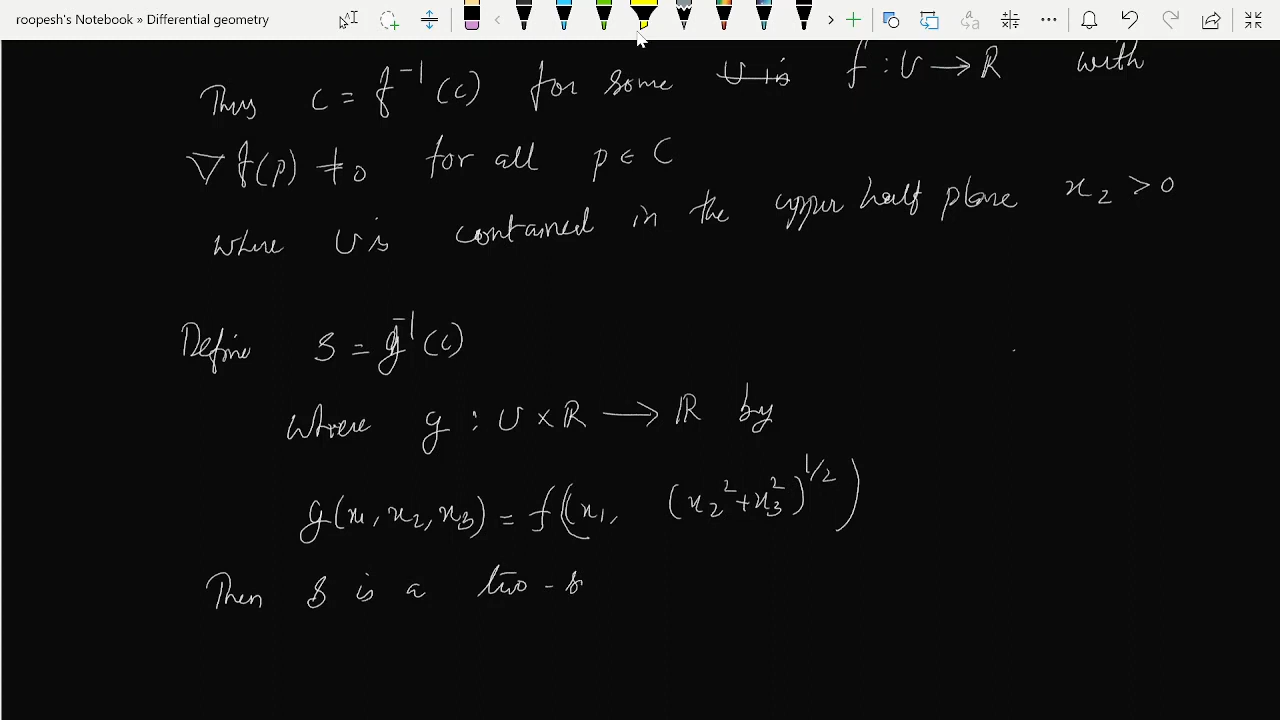 roopesh's Notebook » Differential geometry
Thus C = f⁻¹(c) for some U is f : U → ℝ with
∇f(p) ≠ 0 for all p ∈ C
where U is contained in the upper half plane x₂ > 0
Define S = g⁻¹(c)
where g : U × ℝ → ℝ by
g(x₁, x₂, x₃) = f((x₁, (x₂² + x₃²)^1/2)
Then S is a two - s